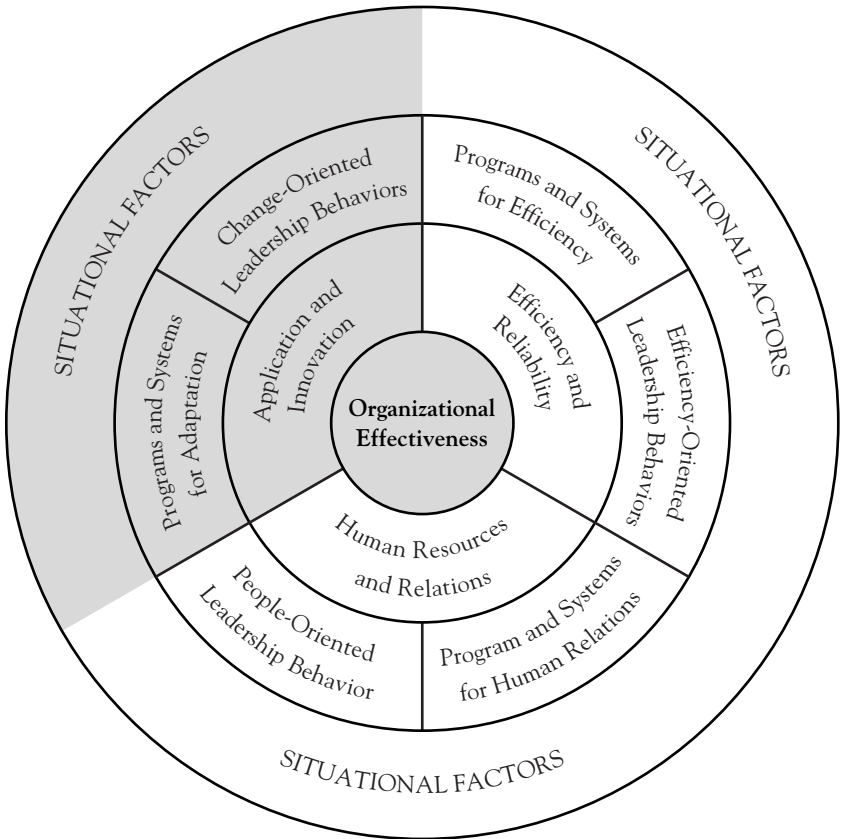 SITUATIONAL FACTORS
SITUATIONAL FACTORS
Change-Oriented
Leadership Behaviors
Programs and Systems
for Efficiency
Application and
Innovation
Efficiency and
Reliability
Programs and Systems
for Adaptation
Efficiency-Oriented
Leadership Behaviors
Organizational
Effectiveness
Human Resources
and Relations
People-Oriented
Leadership Behavior
Program and Systems
for Human Relations
SITUATIONAL FACTORS